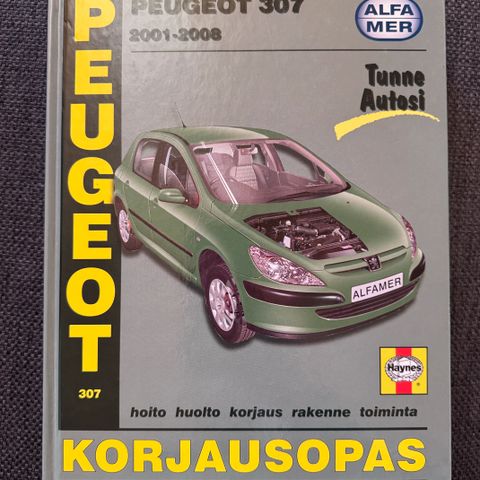 PEUGEOT 307
2001-2008
ALFA
MER
PEUGEOT
Tunne
Autosi
ALFAMER
Haynes
®
307
hoito huolto korjaus rakenne toiminta
KORJAUSOPAS